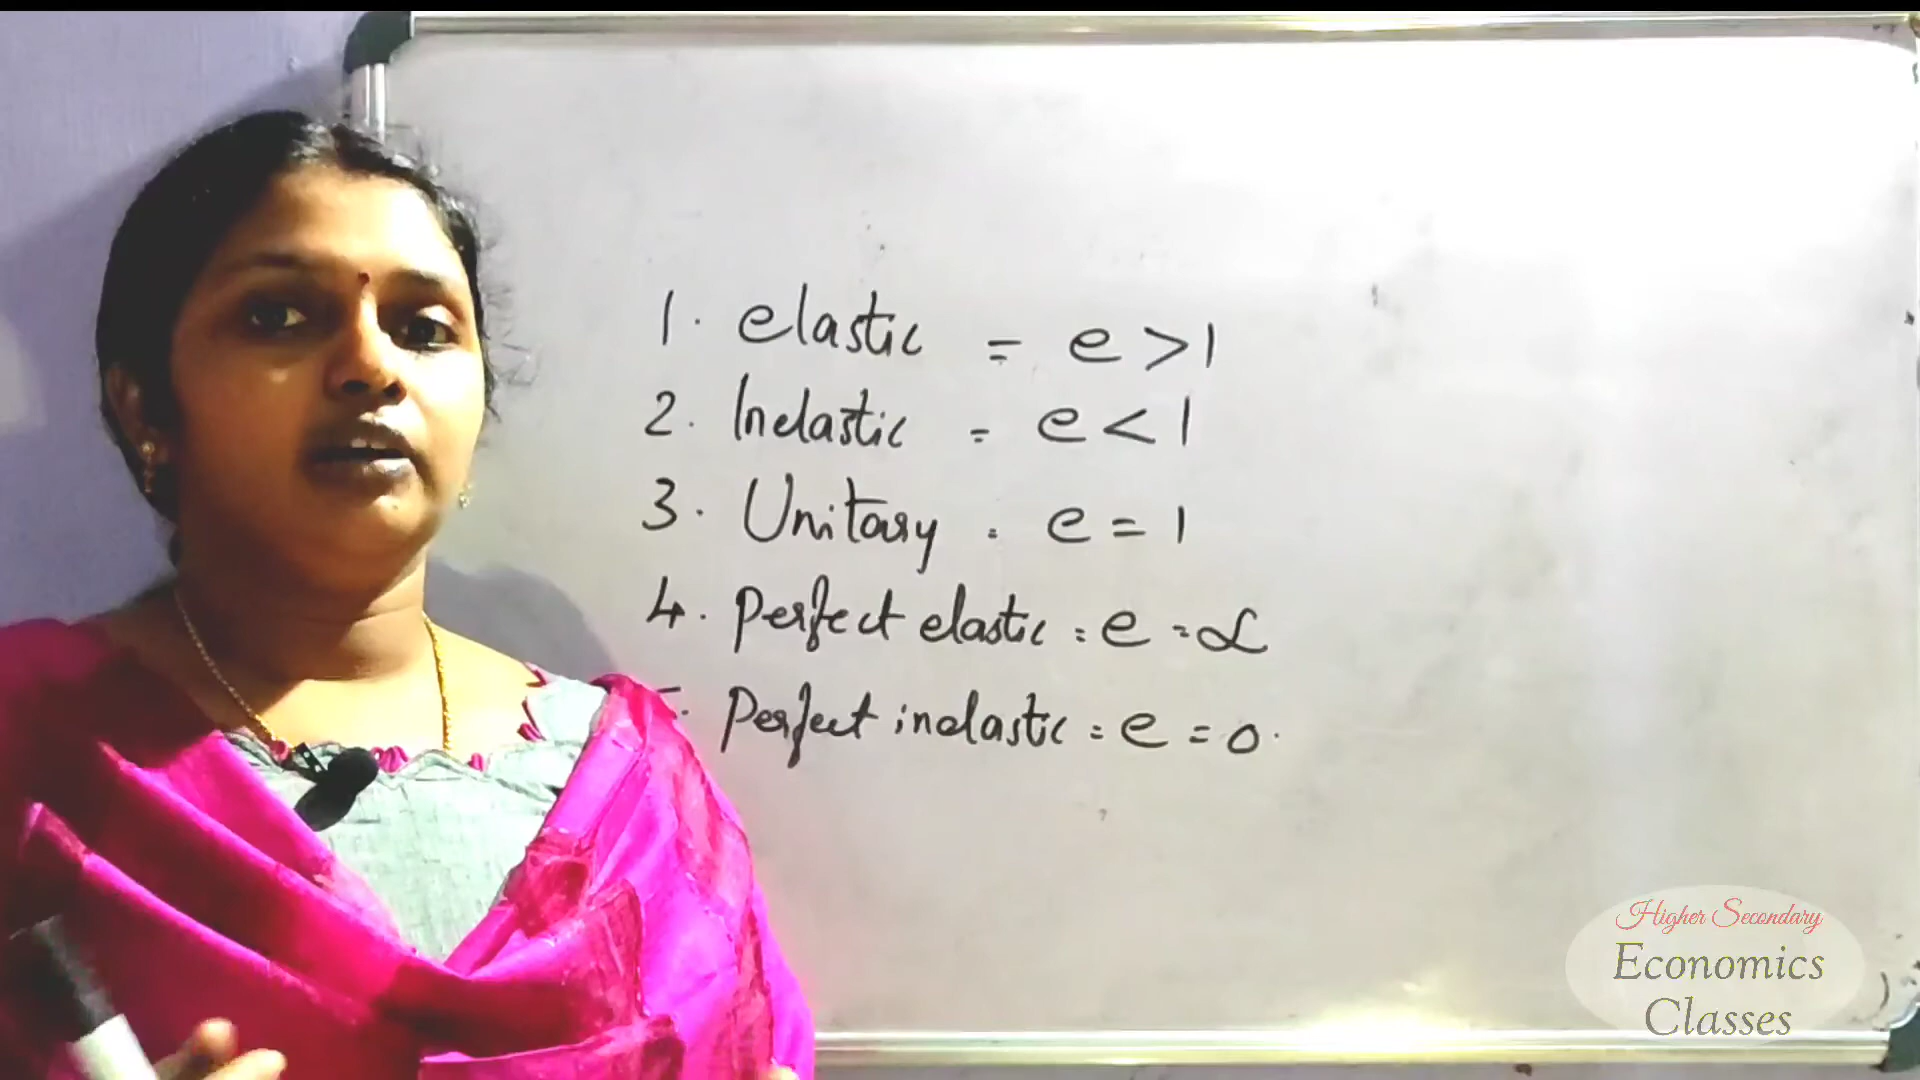 1. elastic = e > 1
2. Inelastic = e < 1
3. Unitary = e = 1
4. Perfect elastic = e = ∝
5. Perfect inelastic = e = 0.
Higher Secondary
Economics
Classes